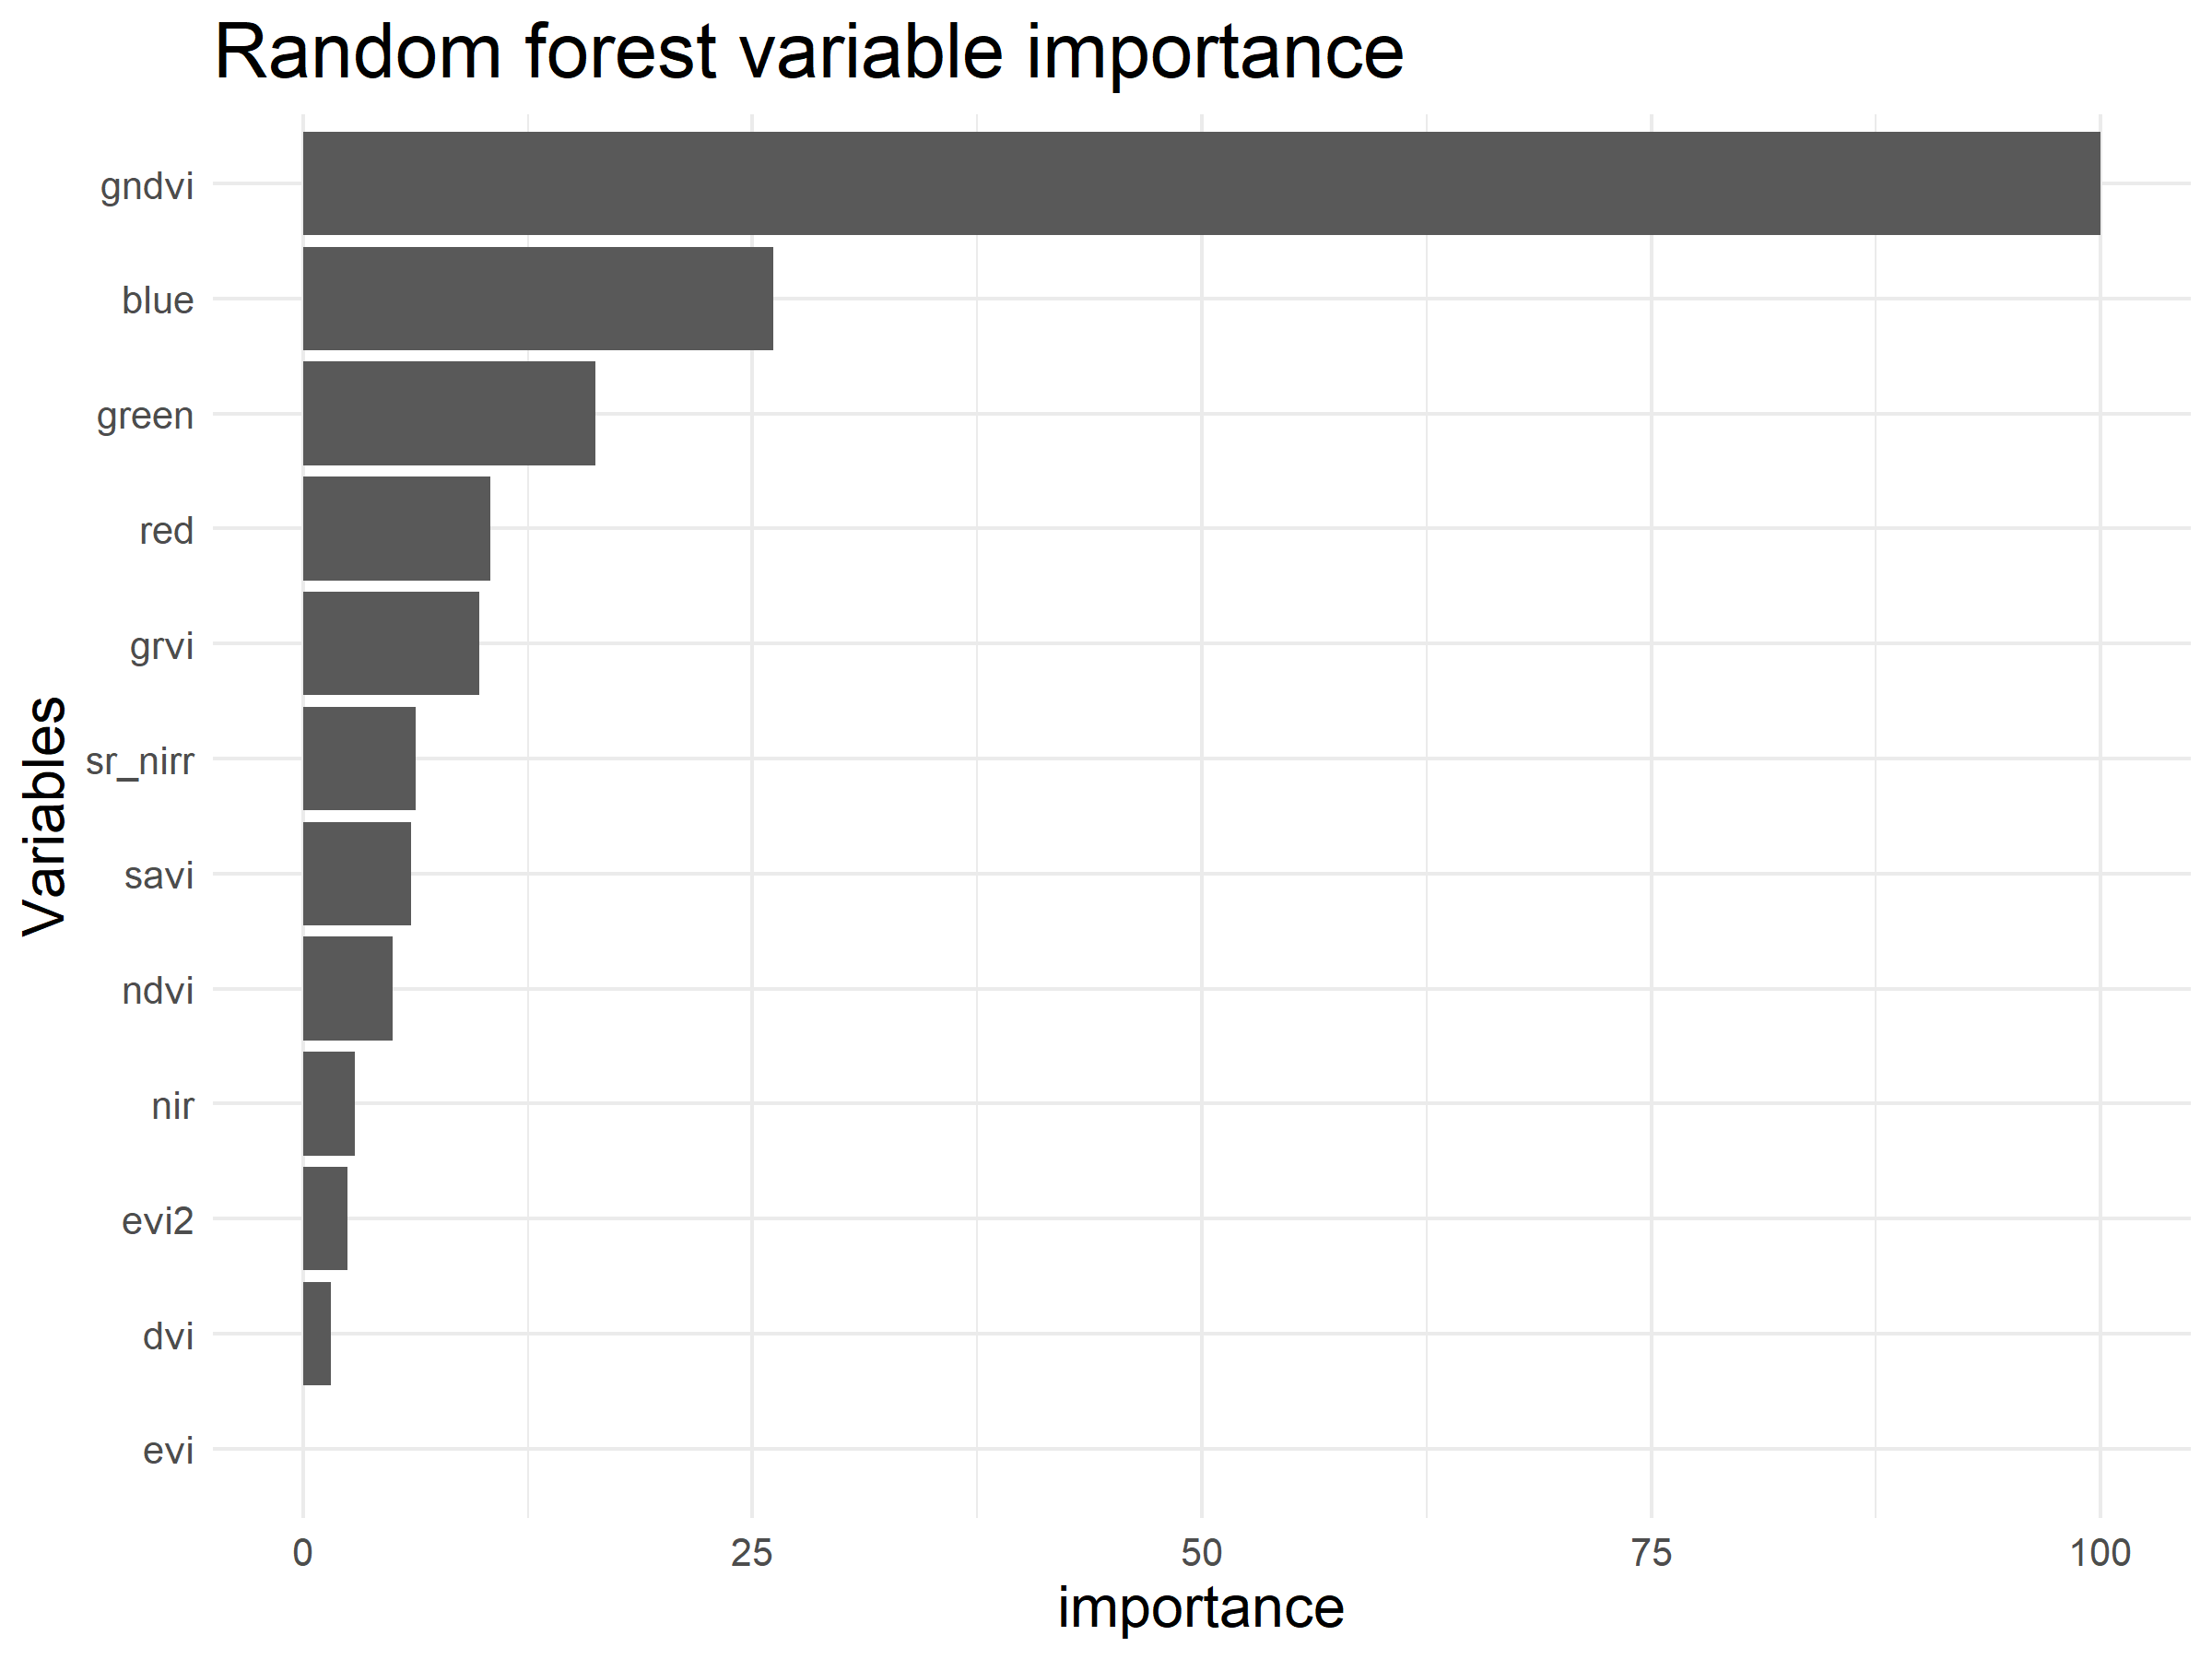 Random forest variable importance
gndvi
blue
green
red
grvi
sr_nirr
savi
ndvi
nir
evi2
dvi
evi
Variables
0 25 50 75 100
importance